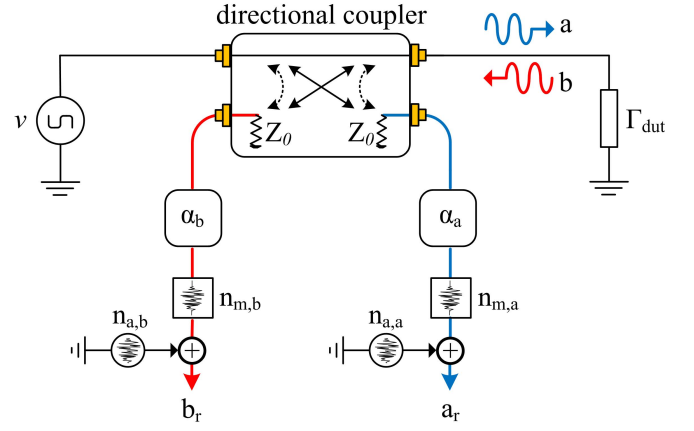 directional coupler
a
b
v
Z0
Z0
Γdut
αb
αa
nm,b
nm,a
na,b
na,a
br
ar